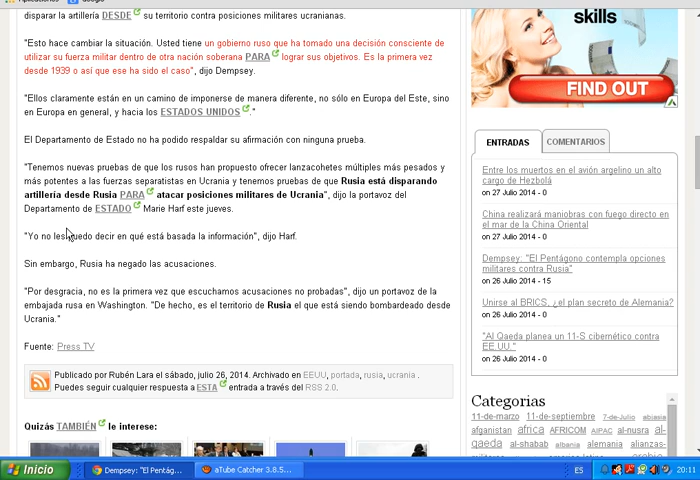 Aplicaciones Google
disparar la artillería DESDE su territorio contra posiciones militares ucranianas.
"Esto hace cambiar la situación. Usted tiene un gobierno ruso que ha tomado una decisión consciente de
utilizar su fuerza militar dentro de otra nación soberana PARA lograr sus objetivos. Es la primera vez
desde 1939 o así que ese ha sido el caso", dijo Dempsey.
"Ellos claramente están en un camino de imponerse de manera diferente, no sólo en Europa del Este, sino
en Europa en general, y hacia los ESTADOS UNIDOS."
El Departamento de Estado no ha podido respaldar su afirmación con ninguna prueba.
"Tenemos nuevas pruebas de que los rusos han propuesto ofrecer lanzacohetes múltiples más pesados y
más potentes a las fuerzas separatistas en Ucrania y tenemos pruebas de que Rusia está disparando
artillería desde Rusia PARA atacar posiciones militares de Ucrania", dijo la portavoz del
Departamento de ESTADO Marie Harf este jueves.
"Yo no les puedo decir en qué está basada la información", dijo Harf.
Sin embargo, Rusia ha negado las acusaciones.
"Por desgracia, no es la primera vez que escuchamos acusaciones no probadas", dijo un portavoz de la
embajada rusa en Washington. "De hecho, es el territorio de Rusia el que está siendo bombardeado desde
Ucrania."
Fuente: Press TV
Publicado por Rubén Lara el sábado, julio 26, 2014. Archivado en EEUU, portada, rusia, ucrania .
Puedes seguir cualquier respuesta a ESTA entrada a través del RSS 2.0.
Quizás TAMBIÉN le interese:
skills
FIND OUT
ENTRADAS COMENTARIOS
Entre los muertos en el avión argelino un alto
cargo de Hezbolá
on 27 Julio 2014 - 0
China realizará maniobras con fuego directo en
el mar de la China Oriental
on 27 Julio 2014 - 0
Dempsey: "El Pentágono contempla opciones
militares contra Rusia"
on 26 Julio 2014 - 15
Unirse al BRICS, ¿el plan secreto de Alemania?
on 26 Julio 2014 - 0
"Al Qaeda planea un 11-S cibernético contra
EE.UU."
on 26 Julio 2014 - 0
Categorias
11-de-marzo 11-de-septiembre 7-de-Julio abiasia
afganistan africa AFRICOM AIPAC al-nusra al-
qaeda al-shabab albania alemania alianzas-
Inicio Dempsey: "El Pentág... aTube Catcher 3.8.5... ES 20:11